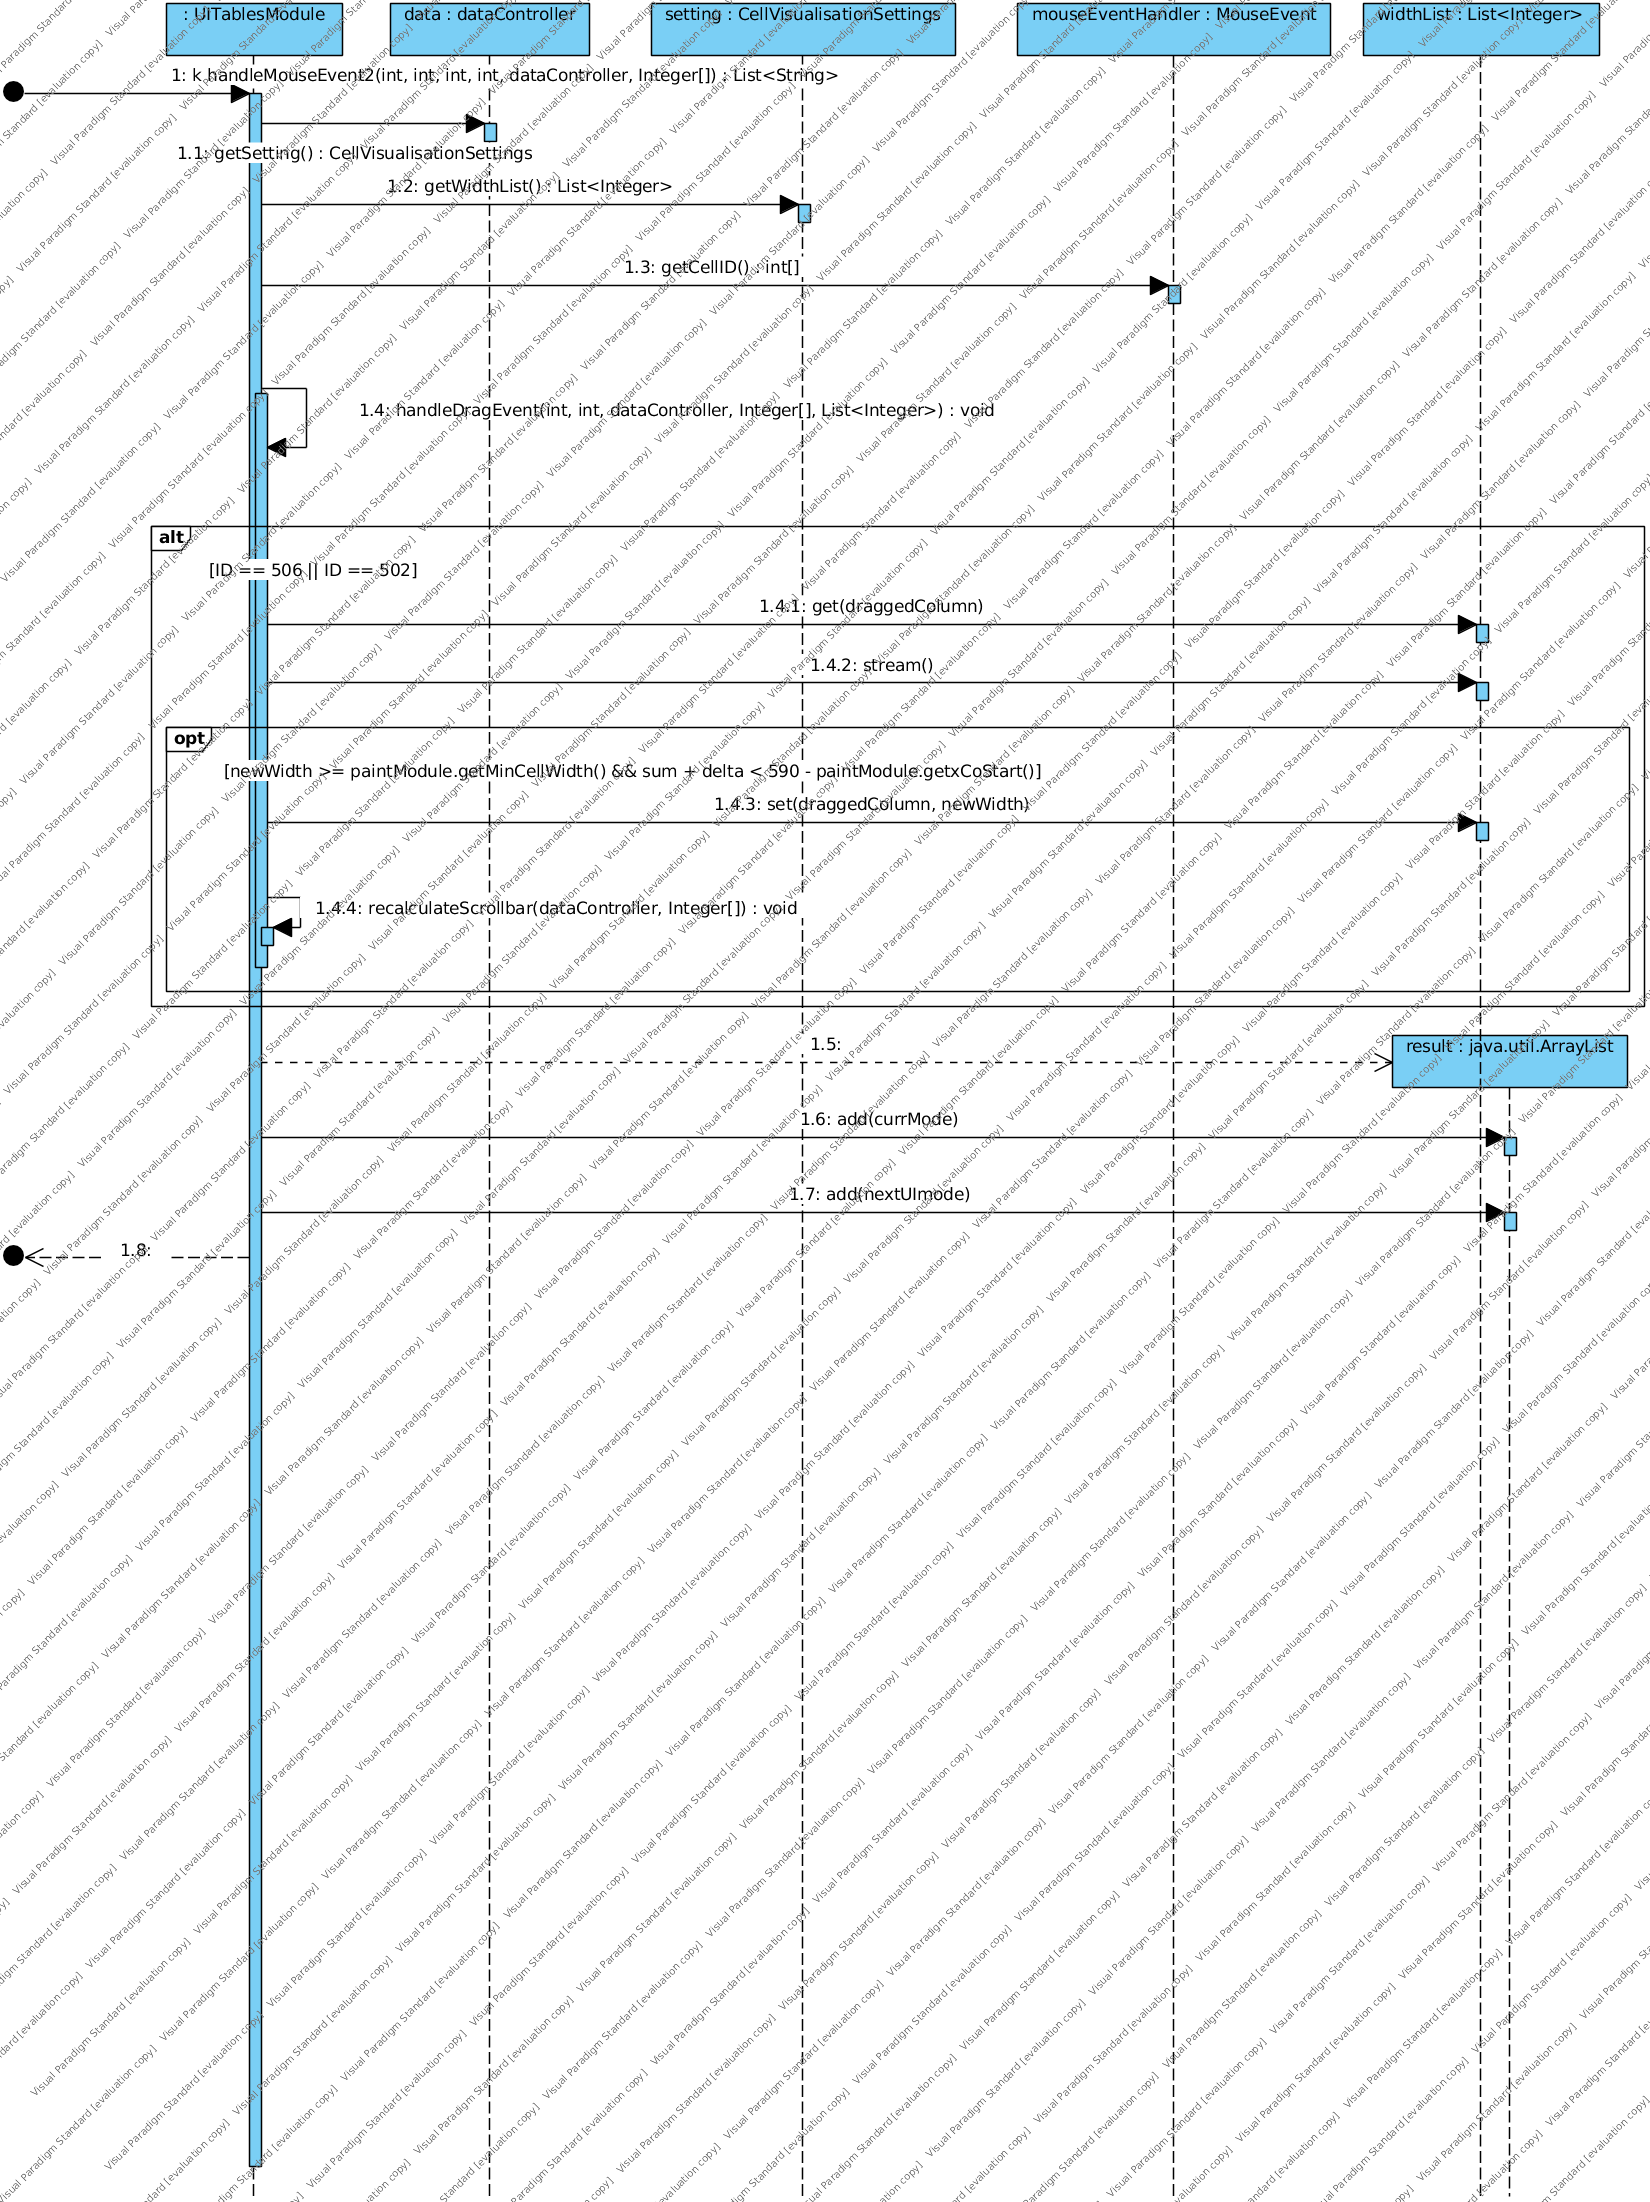 : UITablesModule
data : dataController
setting : CellVisualisationSettings
mouseEventHandler : MouseEvent
widthList : List<Integer>
1: k.handleMouseEvent2(int, int, int, int, dataController, Integer[]) : List<String>
1.1: getSetting() : CellVisualisationSettings
1.2: getWidthList() : List<Integer>
1.3: getCellID() : int[]
1.4: handleDragEvent(int, int, dataController, Integer[], List<Integer>) : void
alt
[ID == 506 || ID == 502]
1.4.1: get(draggedColumn)
1.4.2: stream()
opt
[newWidth >= paintModule.getMinCellWidth() && sum + delta < 590 - paintModule.getxCoStart()]
1.4.3: set(draggedColumn, newWidth)
1.4.4: recalculateScrollbar(dataController, Integer[]) : void
1.5:
result : java.util.ArrayList
1.6: add(currMode)
1.7: add(nextUImode)
1.8:
Visual Paradigm Standard [evaluation copy]